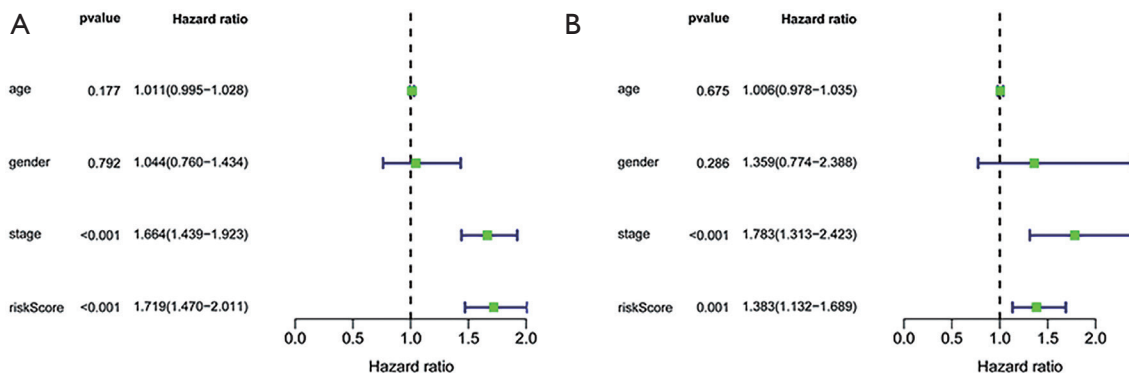 A
pvalue Hazard ratio
age 0.177 1.011(0.995−1.028)
gender 0.792 1.044(0.760−1.434)
stage <0.001 1.664(1.439−1.923)
riskScore <0.001 1.719(1.470−2.011)
0.0 0.5 1.0 1.5 2.0
Hazard ratio
B
pvalue Hazard ratio
age 0.675 1.006(0.978−1.035)
gender 0.286 1.359(0.774−2.388)
stage <0.001 1.783(1.313−2.423)
riskScore 0.001 1.383(1.132−1.689)
0.0 0.5 1.0 1.5 2.0
Hazard ratio